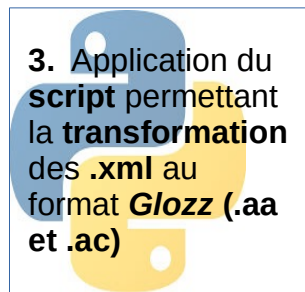 3. Application du
script permettant
la transformation
des .xml au
format Glozz (.aa
et .ac)